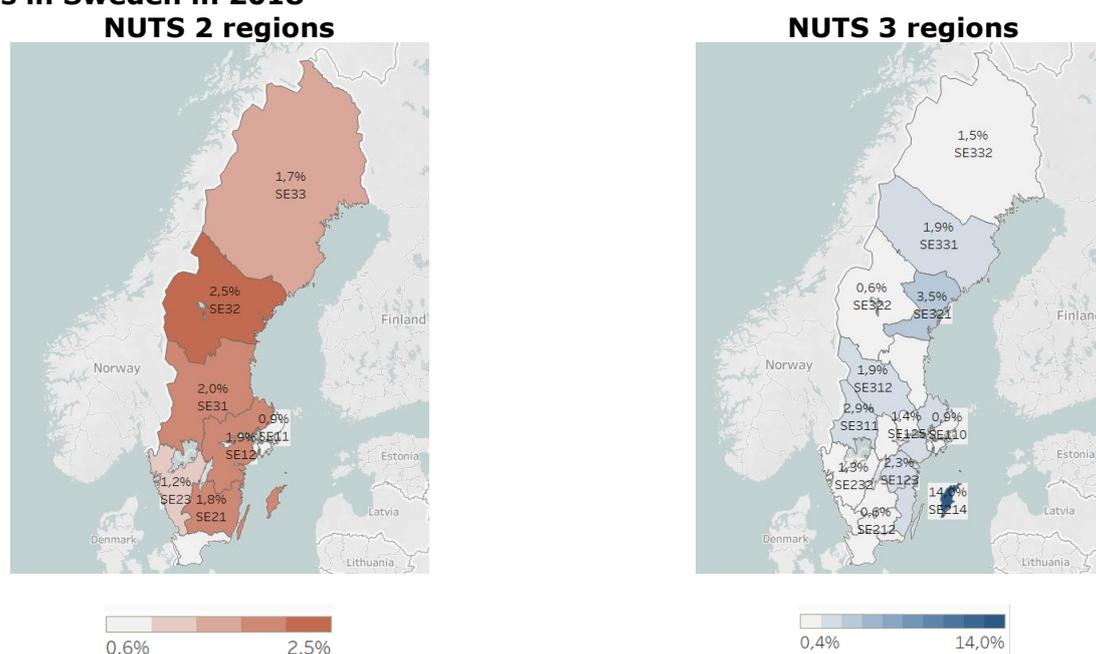 s in Sweden in 2018
NUTS 2 regions
NUTS 3 regions
1,7%
SE33
2,5%
SE32
Finland
Norway
2,0%
SE31
0,9%
SE11
1,9%
SE12
Estonia
1,2%
SE23
1,8%
SE21
Latvia
Denmark
Lithuania
0,6%
2,5%
1,5%
SE332
1,9%
SE331
0,6%
SE322
3,5%
SE321
Finlan
Norway
1,9%
SE312
2,9%
SE311
1,4%
SE125
0,9%
SE110
Estonia
1,3%
SE232
2,3%
SE123
14,0%
SE214
0,6%
SE212
Latvia
Denmark
Lithuania
0,4%
14,0%